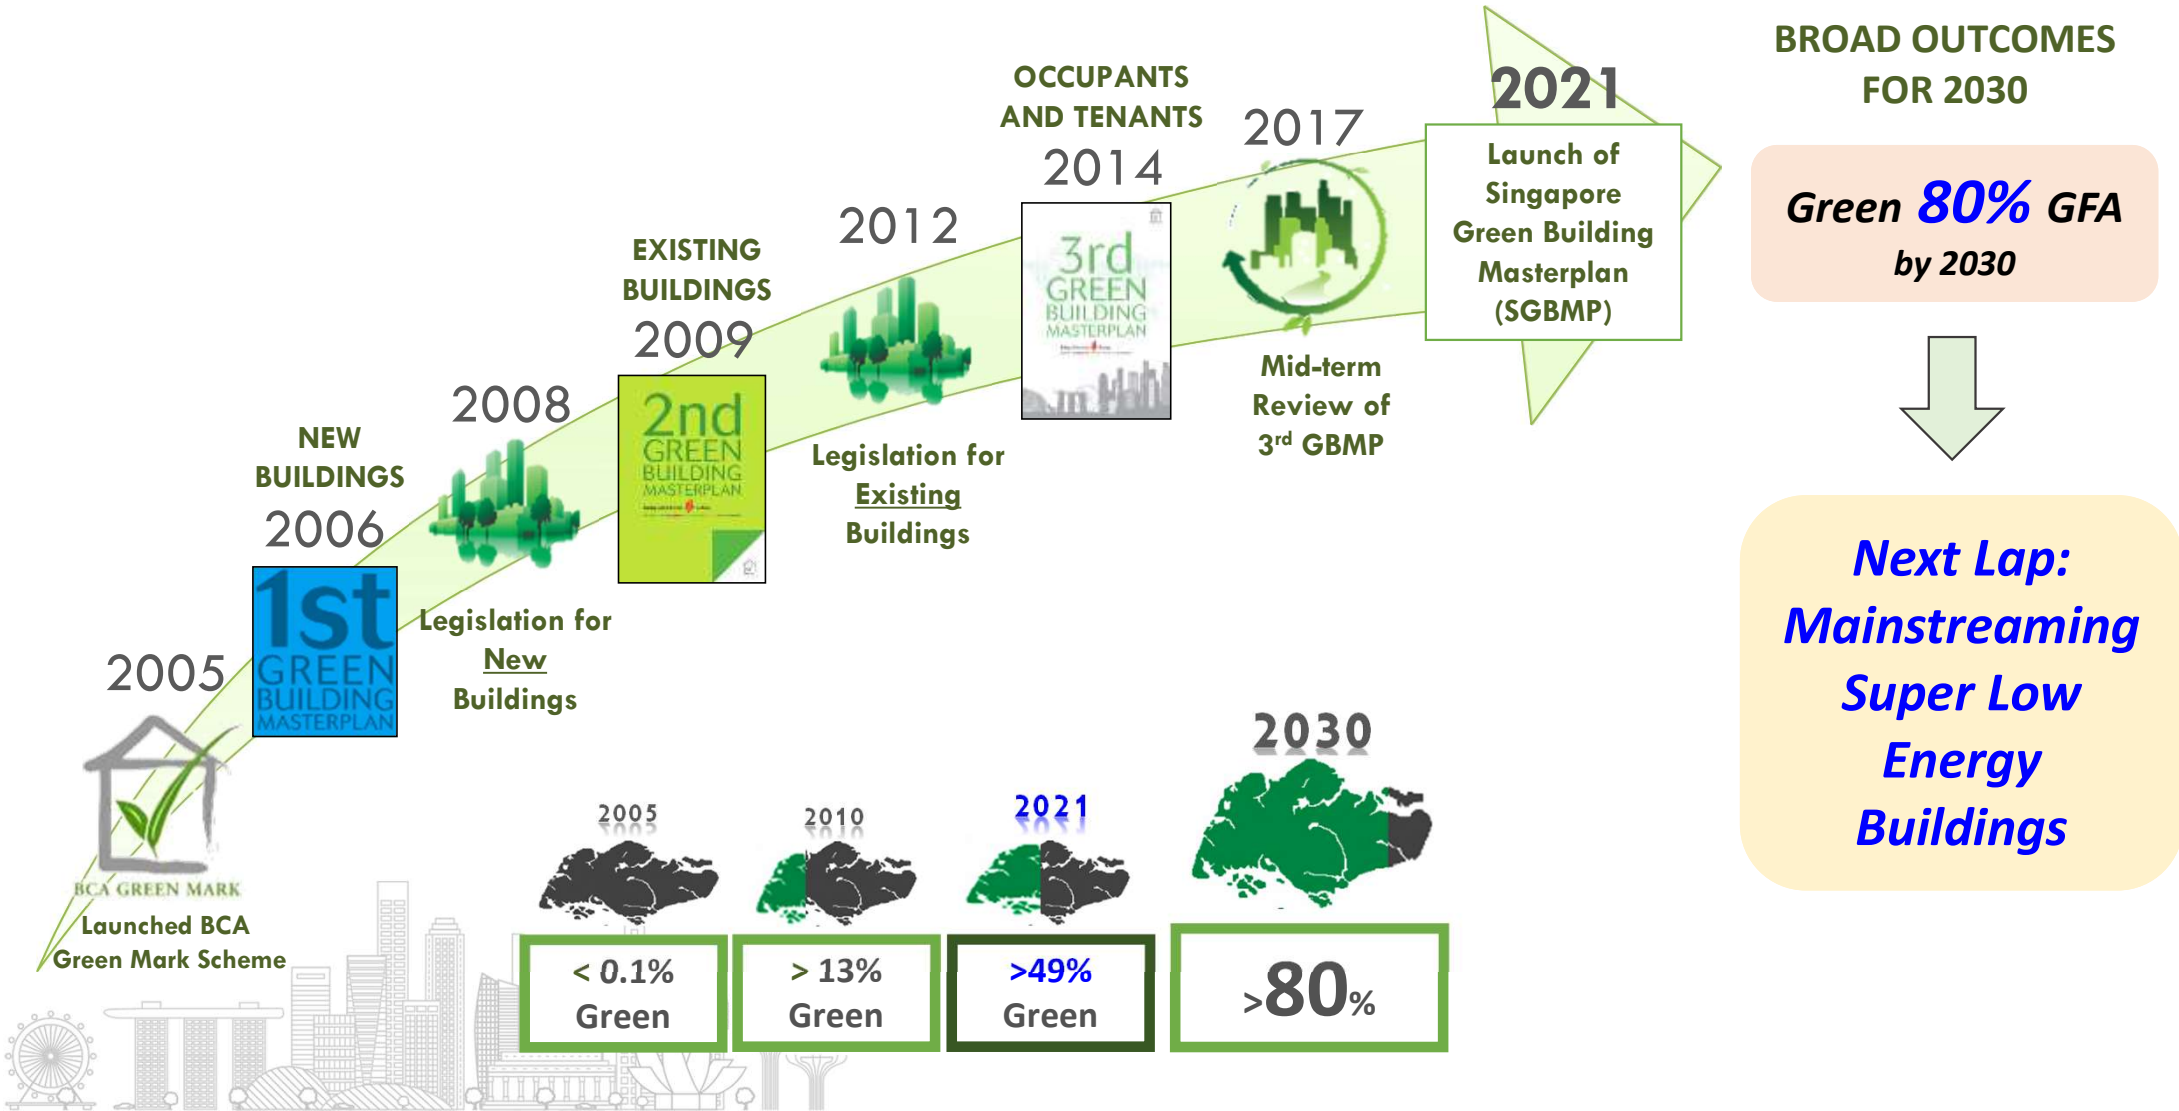 2005
BCA GREEN MARK
Launched BCA
Green Mark Scheme
NEW
BUILDINGS
2006
1st
GREEN
BUILDING
MASTERPLAN
2008
Legislation for
New
Buildings
EXISTING
BUILDINGS
2009
2nd
GREEN
BUILDING
MASTERPLAN
2012
Legislation for
Existing
Buildings
OCCUPANTS
AND TENANTS
2014
3rd
GREEN
BUILDING
MASTERPLAN
2017
Mid-term
Review of
3rd GBMP
2021
Launch of
Singapore
Green Building
Masterplan
(SGBMP)
BROAD OUTCOMES
FOR 2030
Green 80% GFA
by 2030
Next Lap:
Mainstreaming
Super Low
Energy
Buildings
2005
< 0.1%
Green
2010
> 13%
Green
2021
>49%
Green
2030
>80%